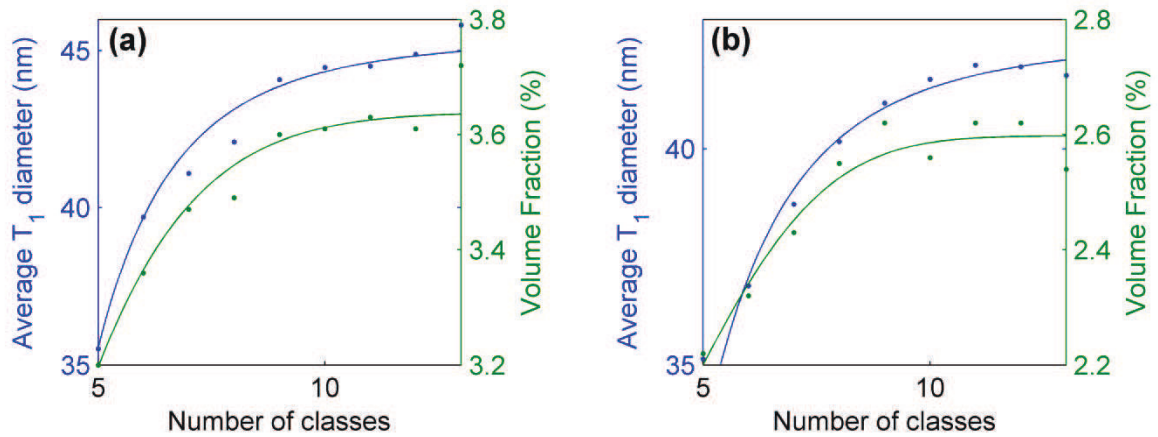 (a)
Average T₁ diameter (nm)
45
40
35
Volume Fraction (%)
3.8
3.6
3.4
3.2
5
10
Number of classes
(b)
Average T₁ diameter (nm)
40
35
Volume Fraction (%)
2.8
2.6
2.4
2.2
5
10
Number of classes